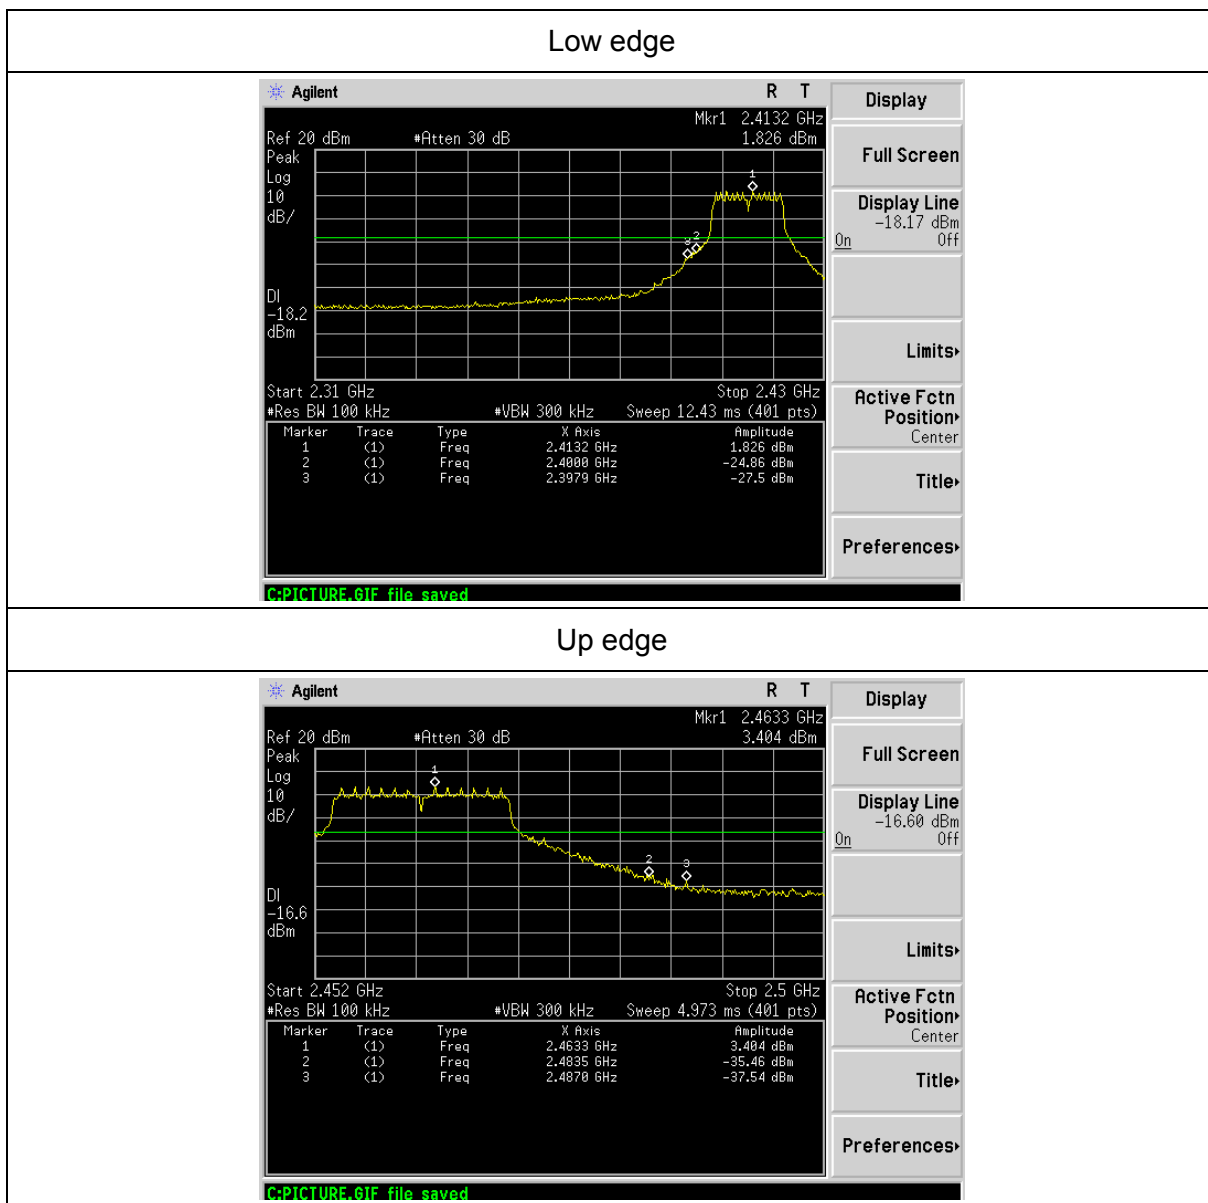 Low edge
Agilent R T
Mkr1 2.4132 GHz
Ref 20 dBm #Atten 30 dB 1.826 dBm
Peak
Log
10
dB/
1
3 2
DI
-18.2
dBm
Start 2.31 GHz Stop 2.43 GHz
#Res BW 100 kHz #VBW 300 kHz Sweep 12.43 ms (401 pts)
Marker Trace Type X Axis Amplitude
1 (1) Freq 2.4132 GHz 1.826 dBm
2 (1) Freq 2.4000 GHz -24.86 dBm
3 (1) Freq 2.3979 GHz -27.5 dBm
C:PICTURE.GIF file saved
Display
Full Screen
Display Line
-18.17 dBm
On Off
Limits
Active Fctn
Position
Center
Title
Preferences
Up edge
Agilent R T
Mkr1 2.4633 GHz
Ref 20 dBm #Atten 30 dB 3.404 dBm
Peak
Log
10
dB/
1
2 3
DI
-16.6
dBm
Start 2.452 GHz Stop 2.5 GHz
#Res BW 100 kHz #VBW 300 kHz Sweep 4.973 ms (401 pts)
Marker Trace Type X Axis Amplitude
1 (1) Freq 2.4633 GHz 3.404 dBm
2 (1) Freq 2.4835 GHz -35.46 dBm
3 (1) Freq 2.4870 GHz -37.54 dBm
C:PICTURE.GIF file saved
Display
Full Screen
Display Line
-16.60 dBm
On Off
Limits
Active Fctn
Position
Center
Title
Preferences